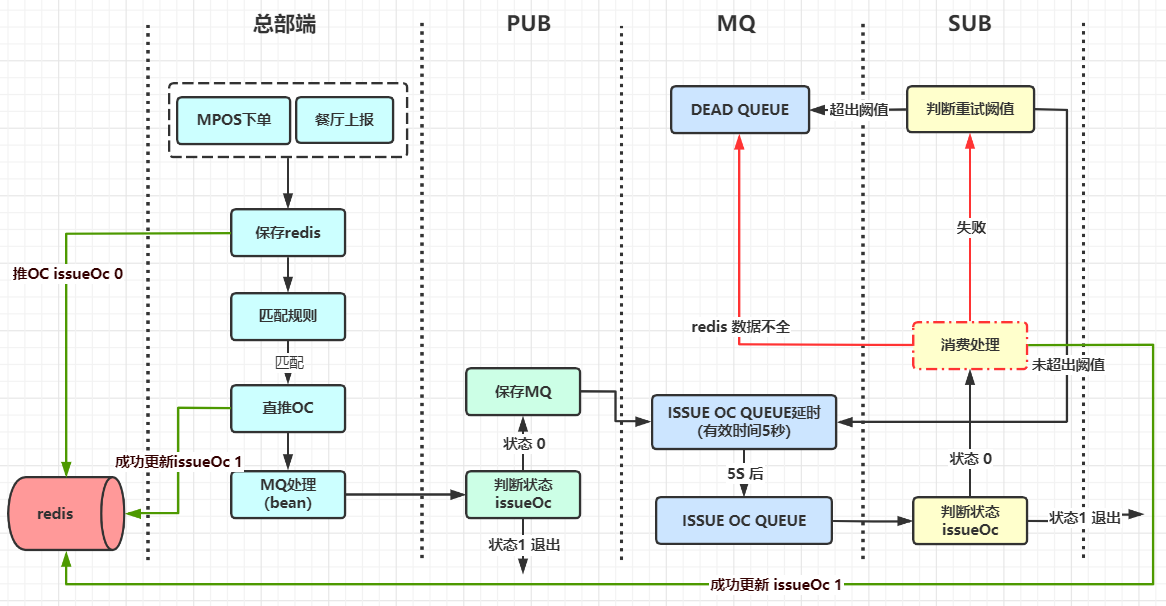 总部端
PUB
MQ
SUB
MPOS下单
餐厅上报
DEAD QUEUE
超出阙值
判断重试阙值
保存redis
推OC issueOc 0
失败
匹配规则
redis 数据不全
消费处理
匹配
未超出阙值
保存MQ
直推OC
ISSUE OC QUEUE延时
(有效时间5秒)
状态 0
成功更新issueOc 1
状态 0
5S 后
MQ处理
(bean)
判断状态
issueOc
redis
ISSUE OC QUEUE
判断状态
issueOc
状态1 退出
状态1 退出
成功更新 issueOc 1